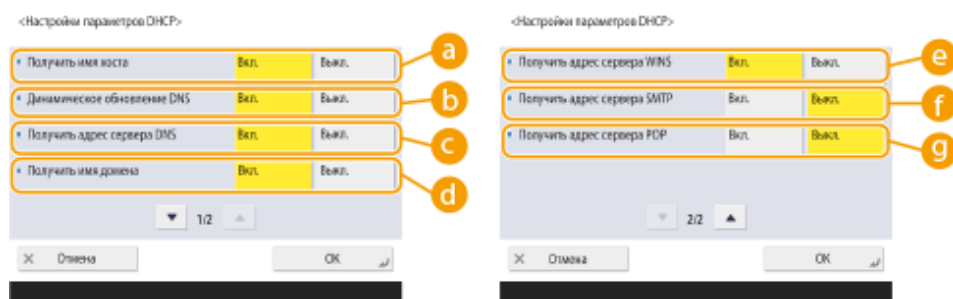 <Настройки параметров DHCP>
Получить имя хоста Вкл. Выкл. a
Динамическое обновление DNS Вкл. Выкл. b
Получить адрес сервера DNS Вкл. Выкл. c
Получить имя домена Вкл. Выкл. d
1/2
Отмена OK
<Настройки параметров DHCP>
Получить адрес сервера WINS Вкл. Выкл. e
Получить адрес сервера SMTP Вкл. Выкл. f
Получить адрес сервера POP Вкл. Выкл. g
2/2
Отмена OK